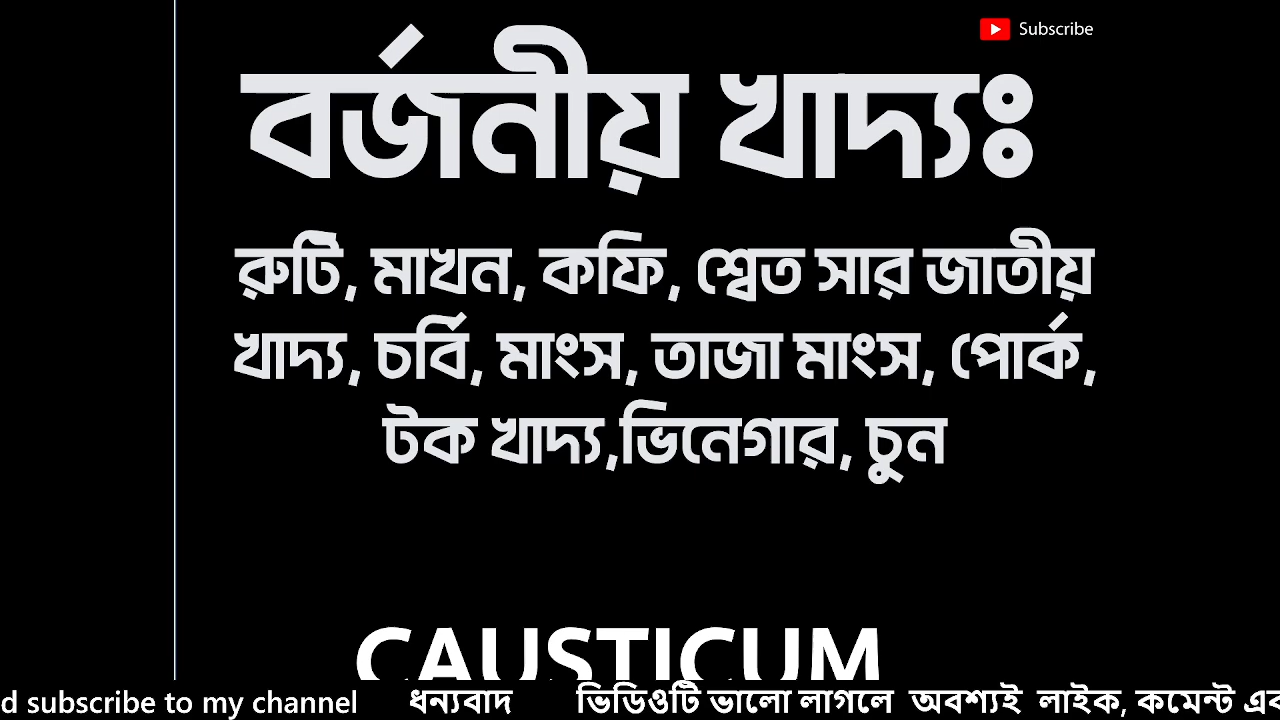 Subscribe
বর্জনীয় খাদ্যঃ
রুটি, মাখন, কফি, শ্বেত সার জাতীয়
খাদ্য, চর্বি, মাংস, তাজা মাংস, পোর্ক,
টক খাদ্য,ভিনেগার, চুন
CAUSTICUM
d subscribe to my channel ধন্যবাদ ভিডিওটি ভালো লাগলে অবশ্যই লাইক, কমেন্ট এব